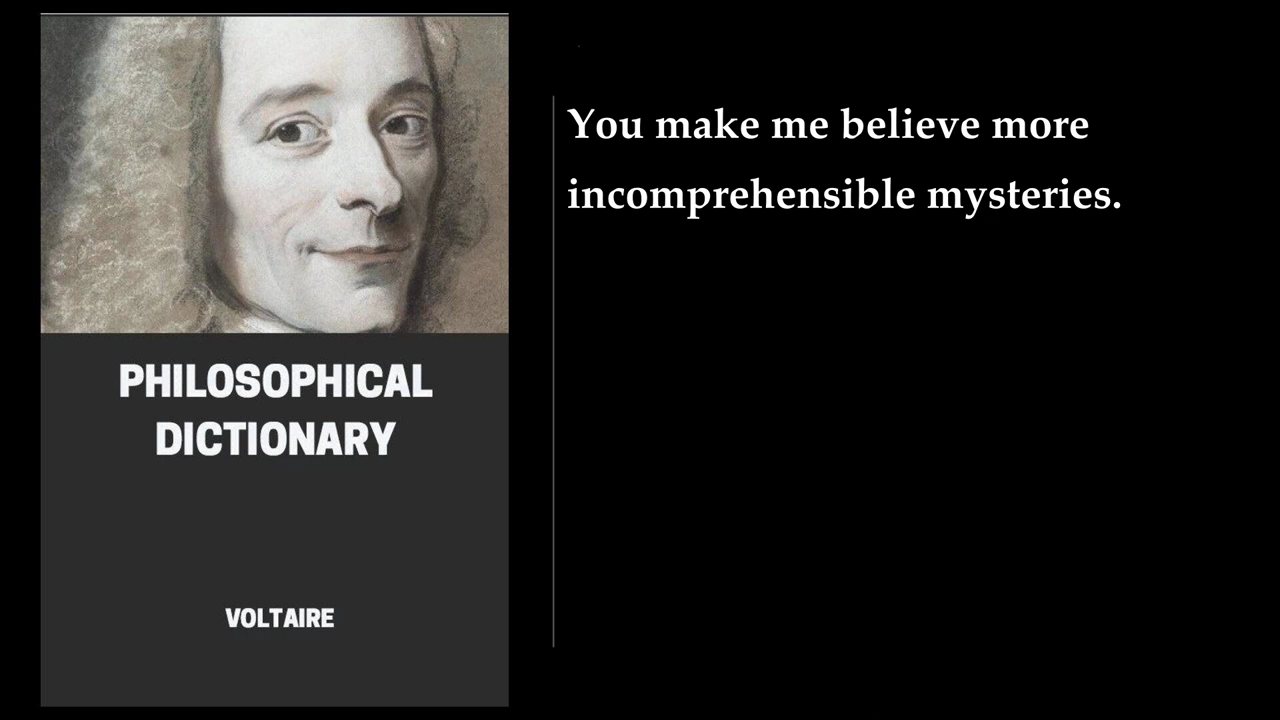 PHILOSOPHICAL
DICTIONARY
VOLTAIRE
You make me believe more
incomprehensible mysteries.